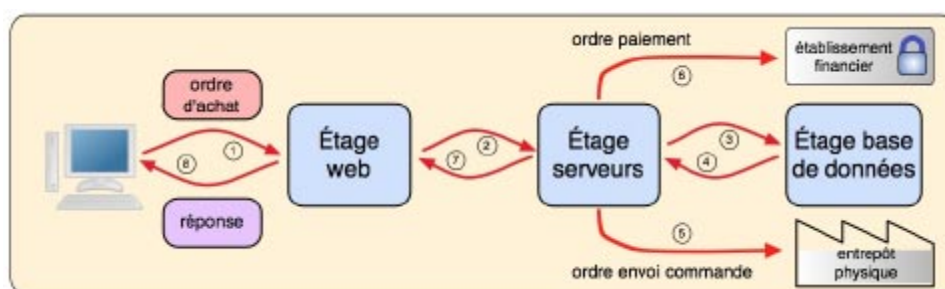 ordre paiement
établissement
financier
6
ordre
d'achat
1
8
réponse
Étage
web
2
7
Étage
serveurs
3
4
Étage base
de données
5
ordre envoi commande
entrepôt
physique